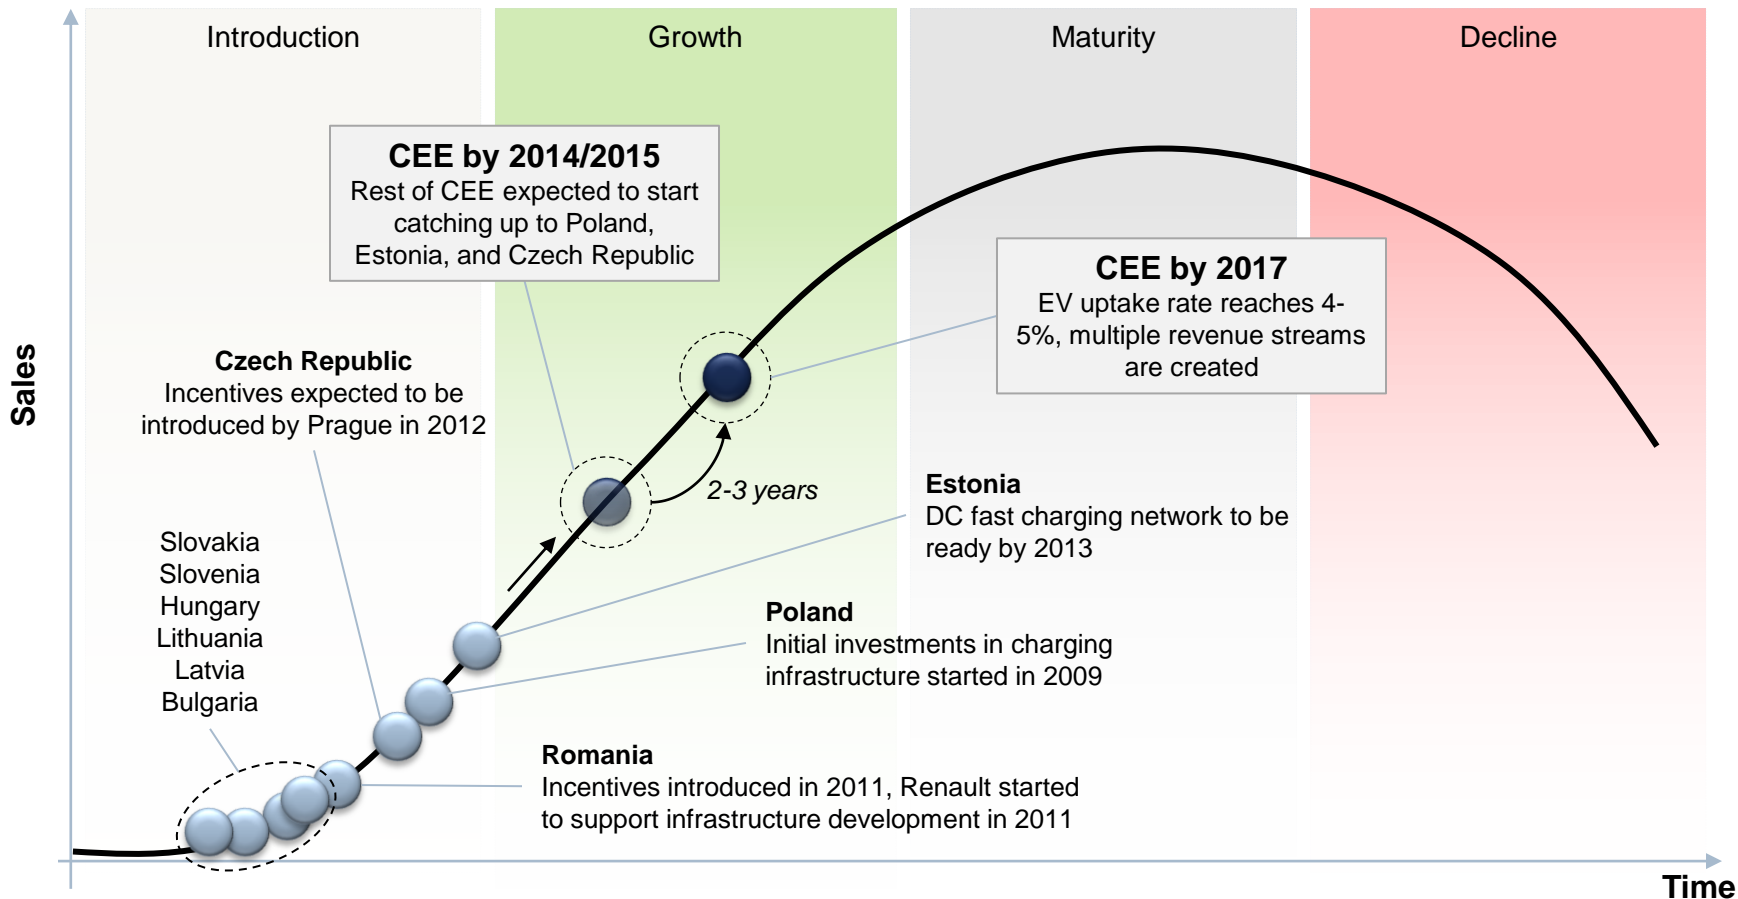 Introduction
Growth
Maturity
Decline
CEE by 2014/2015
Rest of CEE expected to start
catching up to Poland,
Estonia, and Czech Republic
CEE by 2017
EV uptake rate reaches 4-
5%, multiple revenue streams
are created
Sales
Czech Republic
Incentives expected to be
introduced by Prague in 2012
2-3 years
Estonia
DC fast charging network to be
ready by 2013
Slovakia
Slovenia
Hungary
Lithuania
Latvia
Bulgaria
Poland
Initial investments in charging
infrastructure started in 2009
Romania
Incentives introduced in 2011, Renault started
to support infrastructure development in 2011
Time